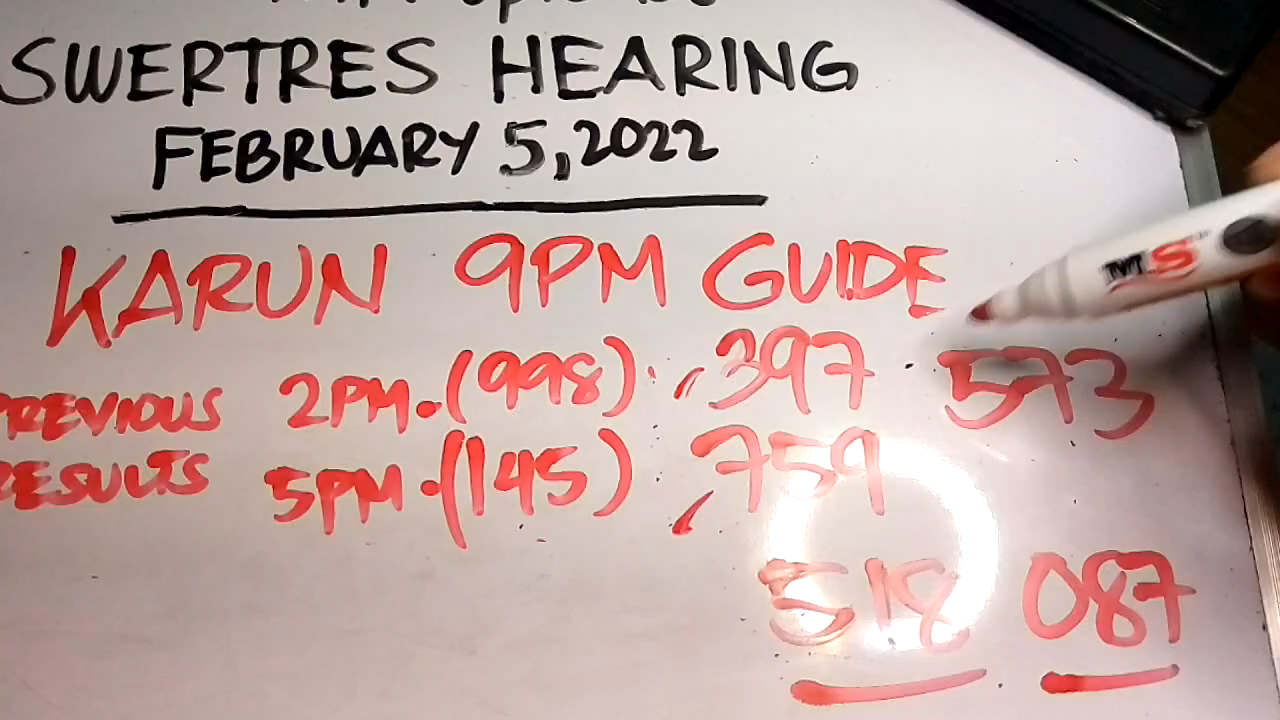 SWERTRES HEARING
FEBRUARY 5, 2022
KARUN 9PM GUIDE
PREVIOUS 2PM.(998): 397 573
RESULTS 5PM.(145) 759
518 087
M.S